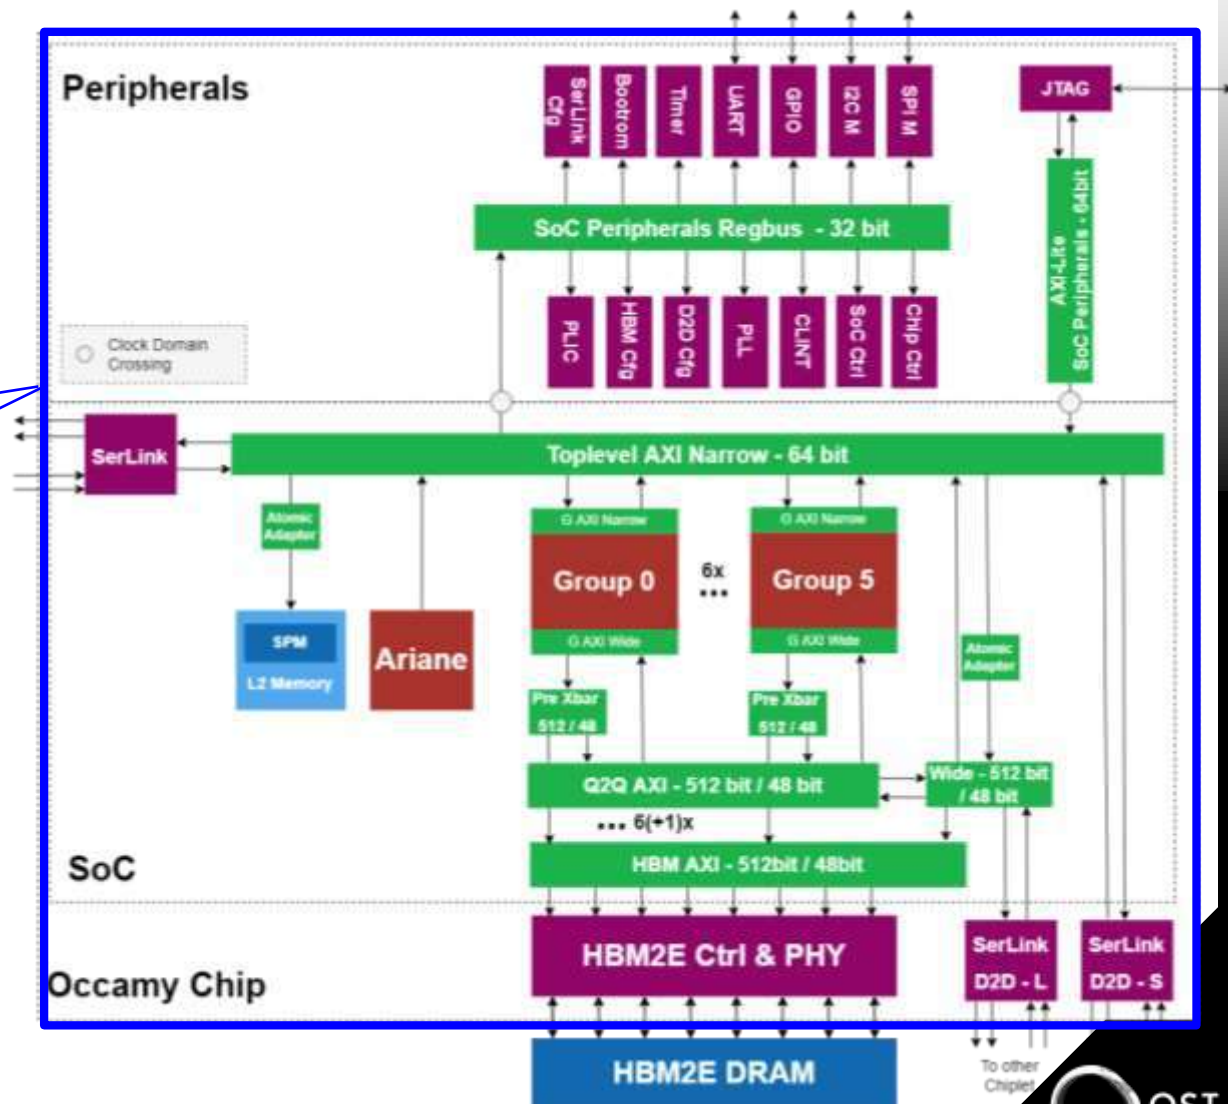 Peripherals
SerLink
Cfg
Bootrom
Timer
UART
GPIO
I2C M
SPI M
JTAG
SoC Peripherals Regbus - 32 bit
AXI-Lite
SoC Peripherals - 64bit
PLIC
HBM Cfg
D2D Cfg
PLL
CLINT
SoC Ctrl
Chip Ctrl
Clock Domain
Crossing
SerLink
Toplevel AXI Narrow - 64 bit
Atomic
Adapter
G AXI Narrow
G AXI Narrow
Group 0
6x
...
Group 5
G AXI Wide
G AXI Wide
SPM
L2 Memory
Ariane
Atomic
Adapter
Pre Xbar
512 / 48
Pre Xbar
512 / 48
Q2Q AXI - 512 bit / 48 bit
Wide - 512 bit
/ 48 bit
... 6(+1)x
SoC
HBM AXI - 512bit / 48bit
HBM2E Ctrl & PHY
SerLink
D2D - L
SerLink
D2D - S
Occamy Chip
HBM2E DRAM
To other
Chiplet
OST